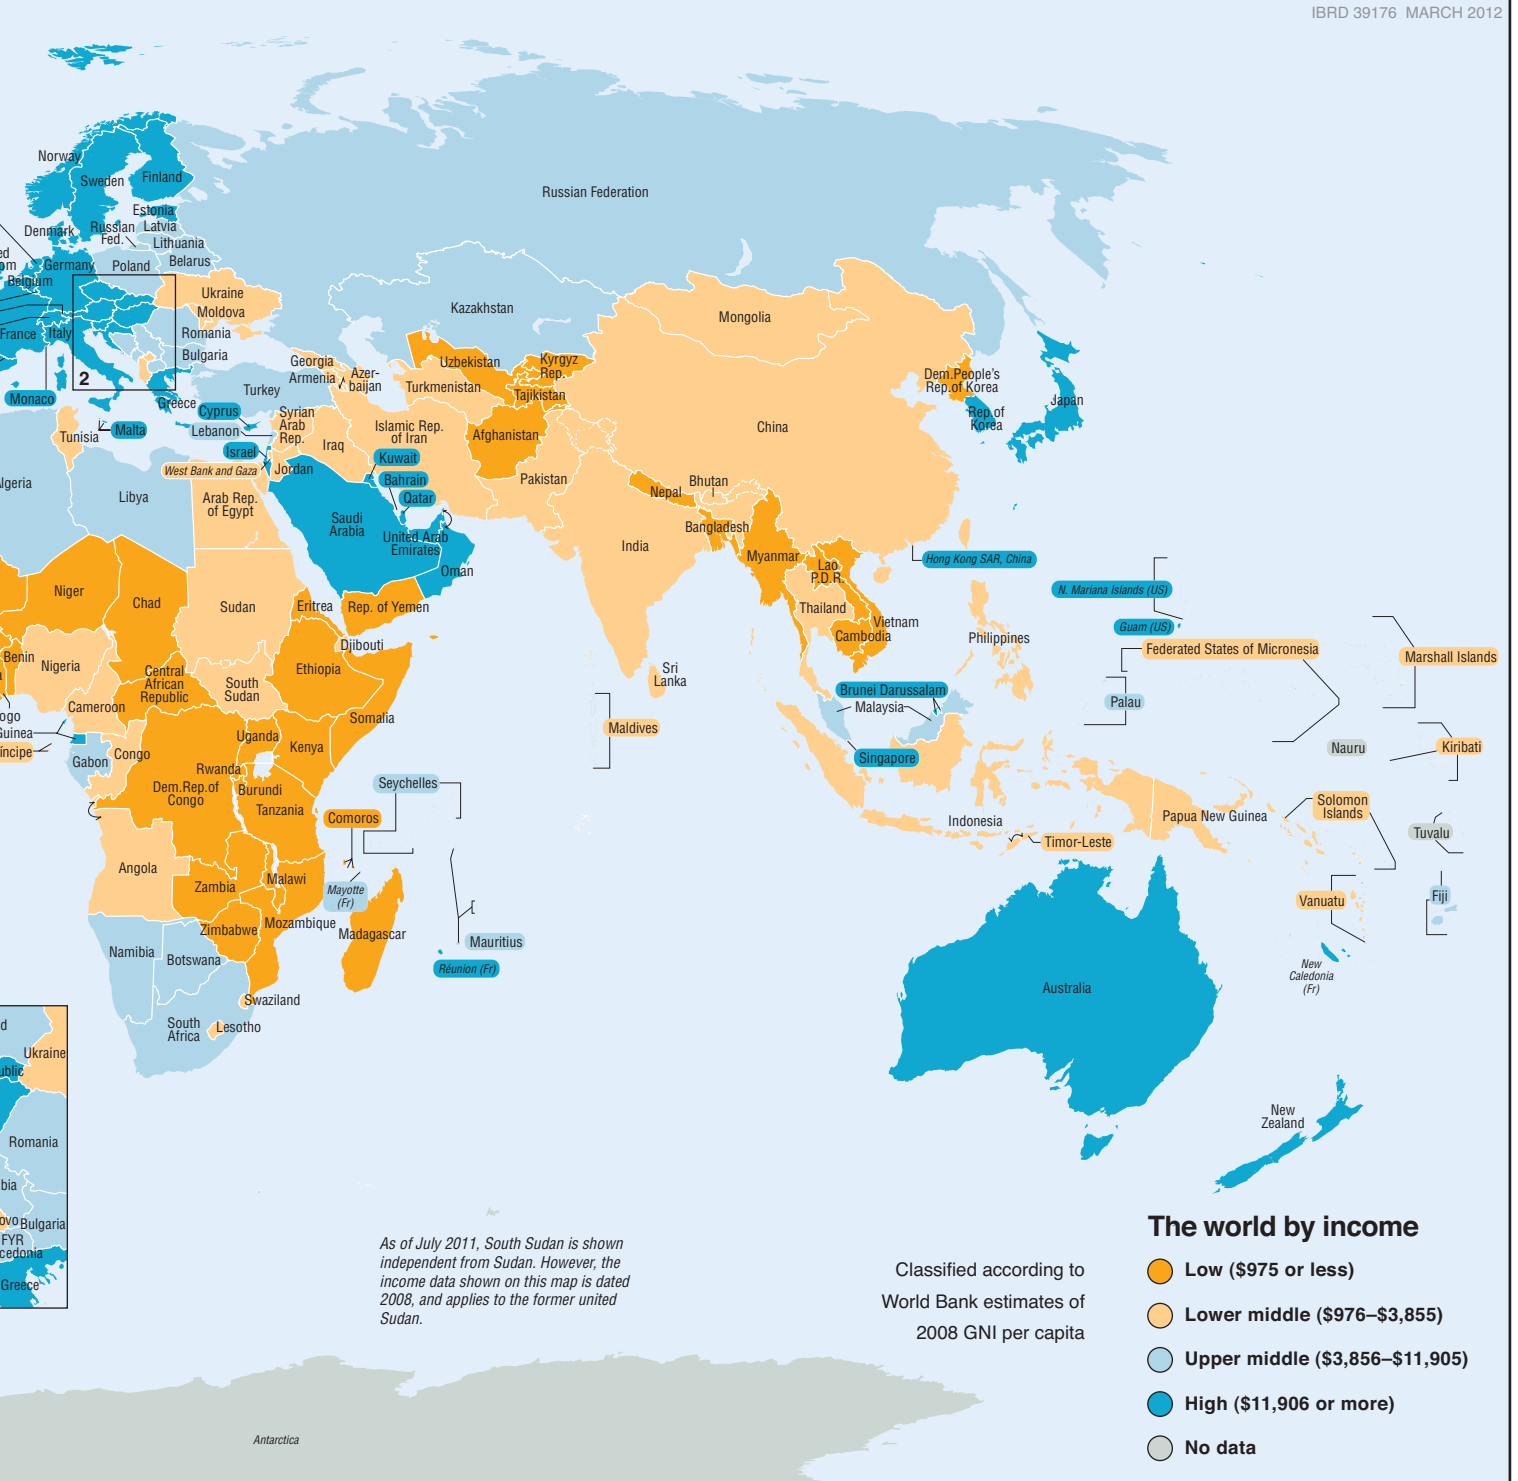 IBRD 39176 MARCH 2012
Norway
Sweden
Finland
Estonia
Denmark
Russian
Fed.
Latvia
Lithuania
Belarus
Germany
Poland
Belgium
Ukraine
Moldova
France
Italy
Romania
Bulgaria
2
Monaco
Greece
Turkey
Georgia
Armenia
Azer-
baijan
Russian Federation
Kazakhstan
Mongolia
Uzbekistan
Kyrgyz
Rep.
Turkmenistan
Tajikistan
Dem.People's
Rep.of Korea
Rep.of
Korea
Japan
Malta
Cyprus
Lebanon
Syrian
Arab
Rep.
Israel
West Bank and Gaza
Jordan
Iraq
Islamic Rep.
of Iran
Afghanistan
Kuwait
Bahrain
Qatar
Tunisia
Libya
Arab Rep.
of Egypt
Saudi
Arabia
United Arab
Emirates
Oman
Pakistan
China
Nepal
Bhutan
Bangladesh
India
Myanmar
Lao
P.D.R.
Thailand
Vietnam
Cambodia
Hong Kong SAR, China
N. Mariana Islands (US)
Guam (US)
Philippines
Federated States of Micronesia
Marshall Islands
Palau
Nauru
Kiribati
Niger
Chad
Sudan
Eritrea
Rep. of Yemen
Djibouti
Benin
Nigeria
Central
African
Republic
South
Sudan
Ethiopia
Cameroon
Somalia
Sri
Lanka
Maldives
Brunei Darussalam
Malaysia
Singapore
Gabon
Congo
Uganda
Kenya
Rwanda
Burundi
Dem.Rep.of
Congo
Tanzania
Seychelles
Comoros
Indonesia
Timor-Leste
Papua New Guinea
Solomon
Islands
Tuvalu
Angola
Zambia
Malawi
Mayotte
(Fr)
Vanuatu
Fiji
Zimbabwe
Mozambique
Madagascar
Mauritius
Réunion (Fr)
New
Caledonia
(Fr)
Namibia
Botswana
Swaziland
South
Africa
Lesotho
Australia
New
Zealand
Ukraine
Romania
Bulgaria
FYR
Greece
As of July 2011, South Sudan is shown
independent from Sudan. However, the
income data shown on this map is dated
2008, and applies to the former united
Sudan.
Classified according to
World Bank estimates of
2008 GNI per capita
The world by income
Low ($975 or less)
Lower middle ($976–$3,855)
Upper middle ($3,856–$11,905)
High ($11,906 or more)
No data
Antarctica